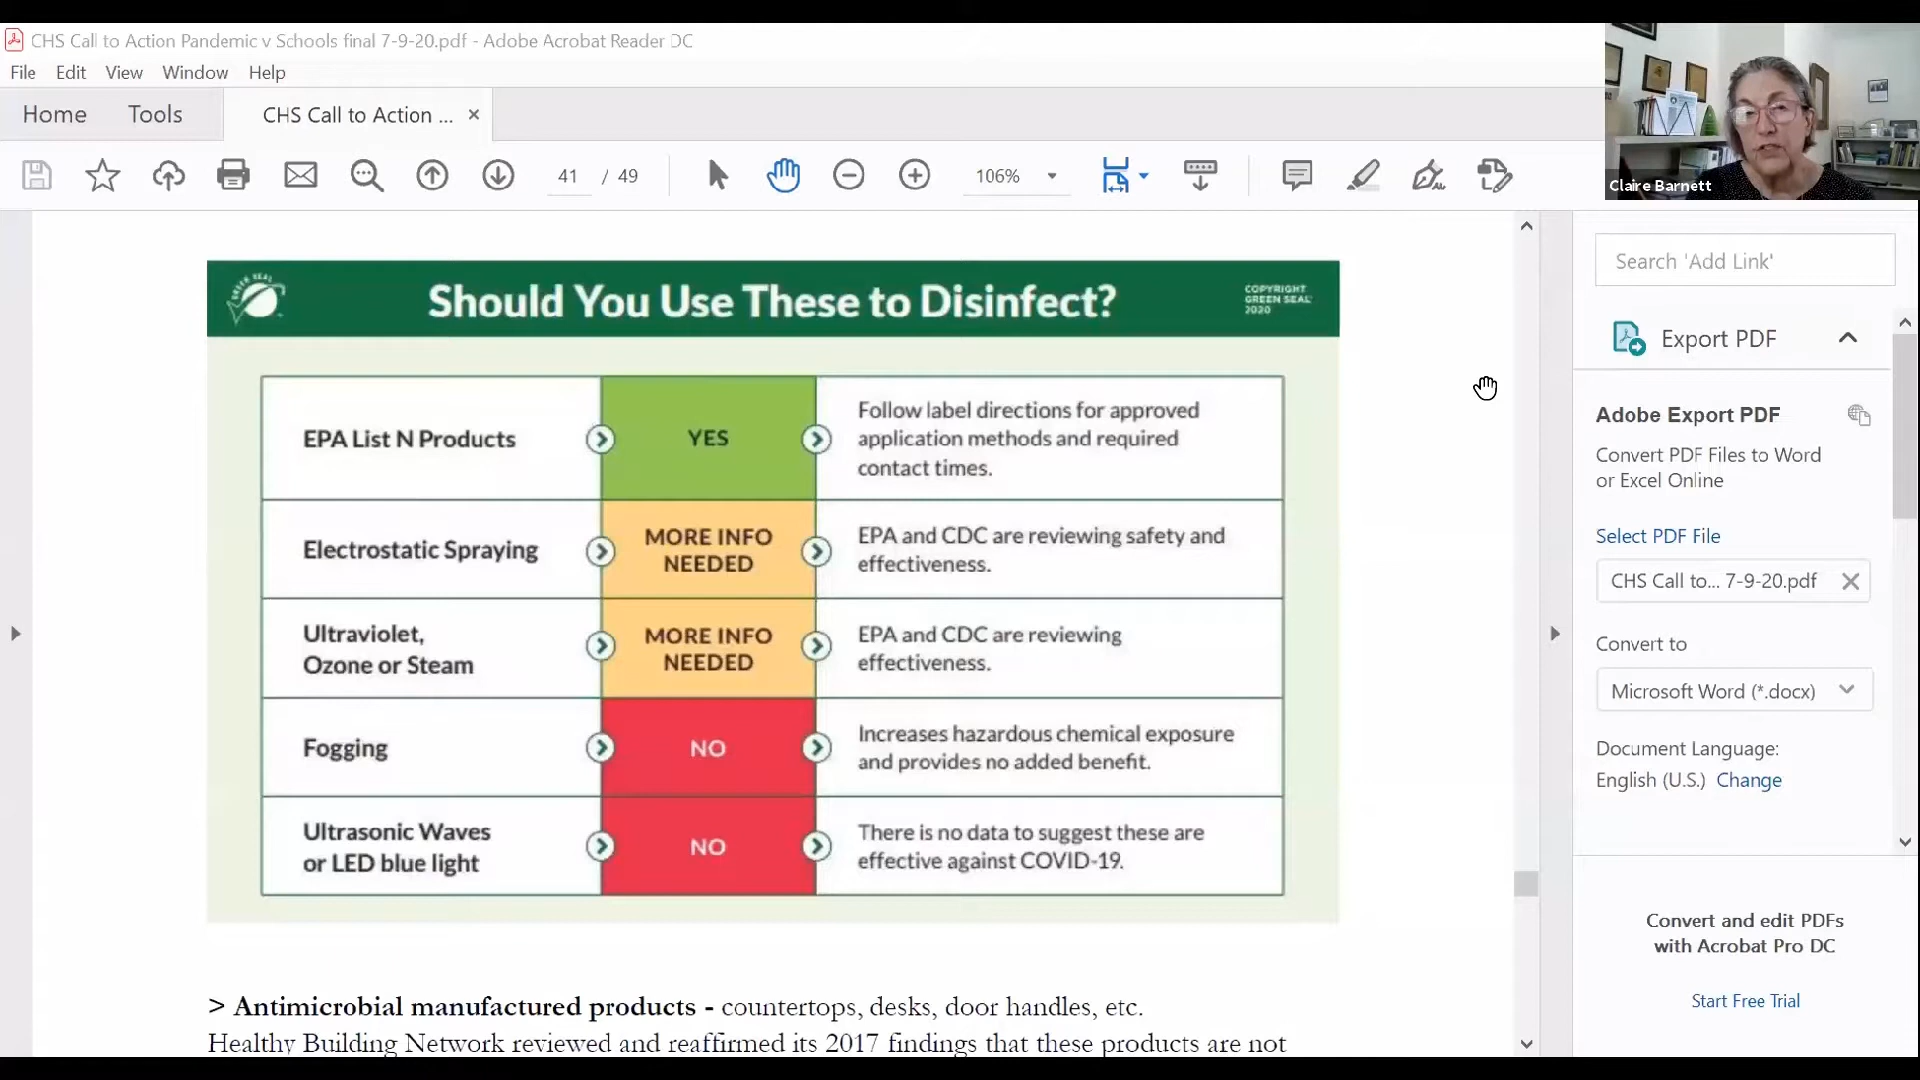 CHS Call to Action Pandemic v Schools final 7-9-20.pdf - Adobe Acrobat Reader DC
File Edit View Window Help
Home Tools CHS Call to Action ... ×
41 / 49 106%
Claire Barnett
GREEN SEAL
Should You Use These to Disinfect?
COPYRIGHT
GREEN SEAL
2020
EPA List N Products
YES
Follow label directions for approved
application methods and required
contact times.
Electrostatic Spraying
MORE INFO
NEEDED
EPA and CDC are reviewing safety and
effectiveness.
Ultraviolet,
Ozone or Steam
MORE INFO
NEEDED
EPA and CDC are reviewing
effectiveness.
Fogging
NO
Increases hazardous chemical exposure
and provides no added benefit.
Ultrasonic Waves
or LED blue light
NO
There is no data to suggest these are
effective against COVID-19.
> Antimicrobial manufactured products - countertops, desks, door handles, etc.
Healthy Building Network reviewed and reaffirmed its 2017 findings that these products are not
Search 'Add Link'
Export PDF
Adobe Export PDF
Convert PDF Files to Word
or Excel Online
Select PDF File
CHS Call to... 7-9-20.pdf
Convert to
Microsoft Word (*.docx)
Document Language:
English (U.S.) Change
Convert and edit PDFs
with Acrobat Pro DC
Start Free Trial